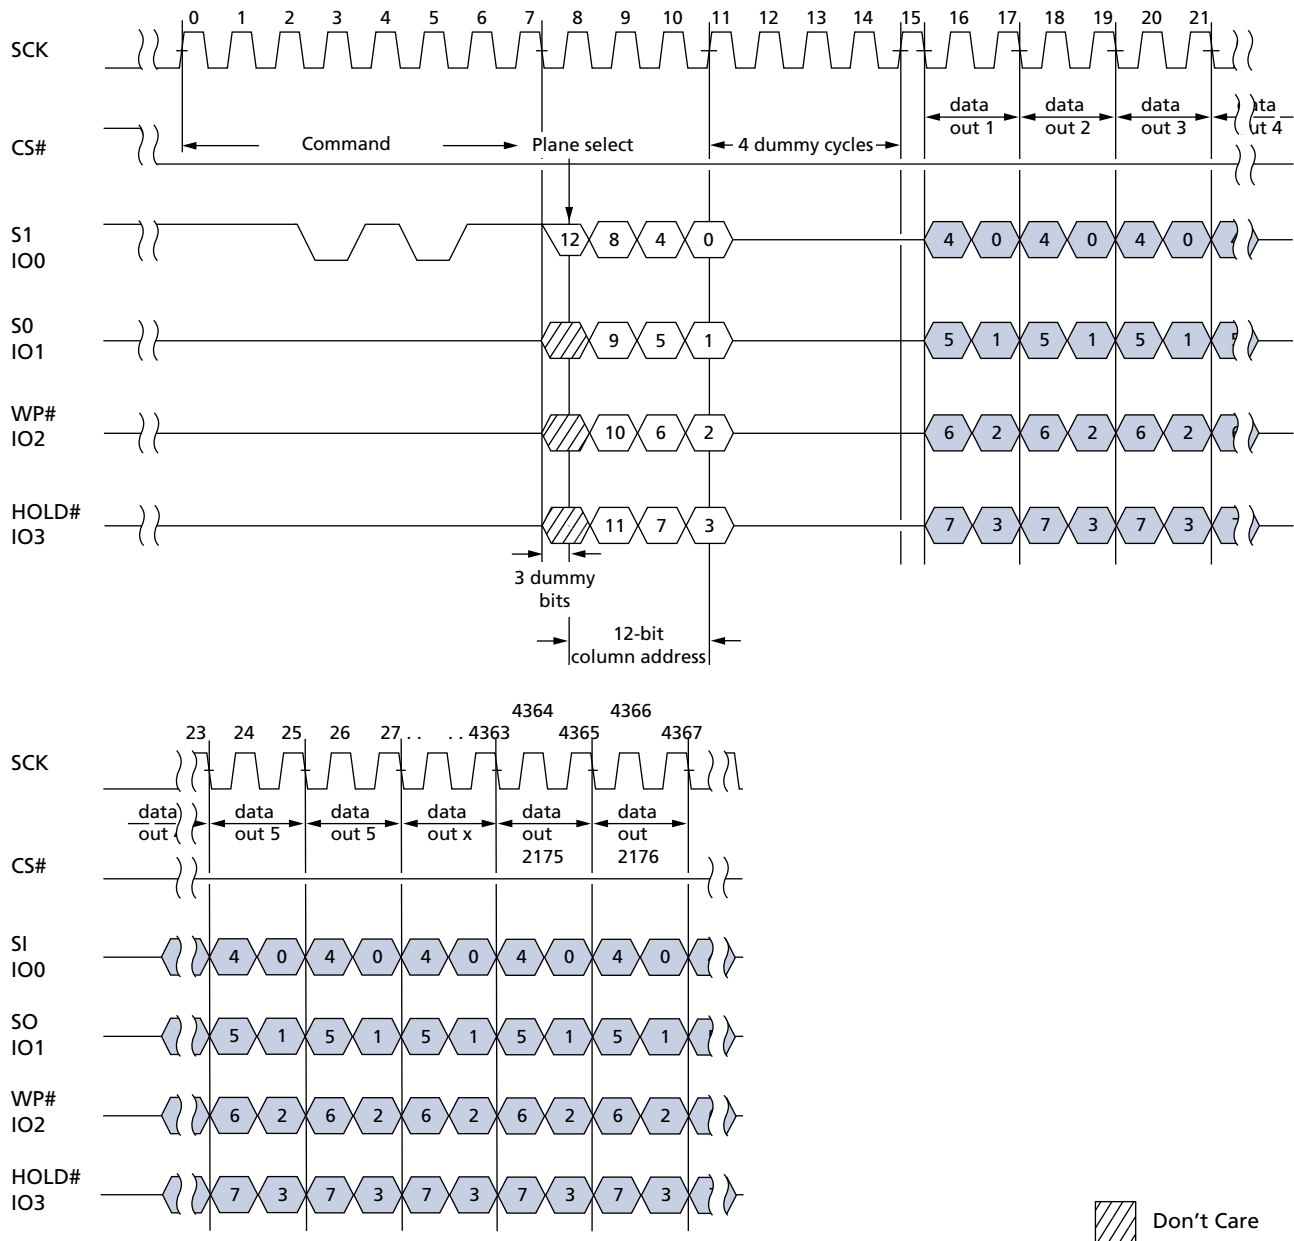 0 1 2 3 4 5 6 7 8 9 10 11 12 13 14 15 16 17 18 19 20 21
SCK
data out 1
data out 2
data out 3
ut 4
CS#
Command
Plane select
4 dummy cycles
S1
IO0
12 8 4 0 4 0 4 0 4 0
S0
IO1
9 5 1 5 1 5 1 5 1
WP#
IO2
10 6 2 6 2 6 2 6 2
HOLD#
IO3
11 7 3 7 3 7 3 7 3
3 dummy
bits
12-bit
column address
4364 4366
23 24 25 26 27 . . . . 4363 4365 4367
SCK
data
out
data
out 5
data
out 5
data
out x
data
out
2175
data
out
2176
CS#
SI
IO0
4 0 4 0 4 0 4 0 4 0
SO
IO1
5 1 5 1 5 1 5 1 5 1
WP#
IO2
6 2 6 2 6 2 6 2 6 2
HOLD#
IO3
7 3 7 3 7 3 7 3 7 3
Don't Care